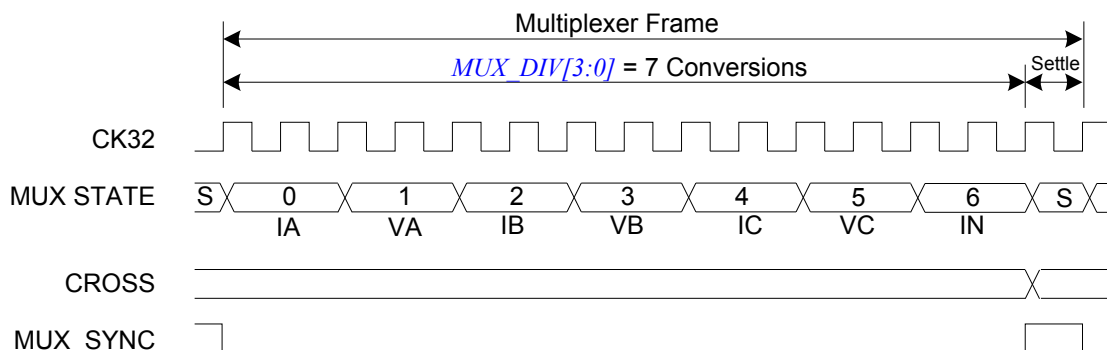 Multiplexer Frame
MUX_DIV[3:0] = 7 Conversions
Settle
CK32
MUX STATE S 0 1 2 3 4 5 6 S
IA VA IB VB IC VC IN
CROSS
MUX_SYNC